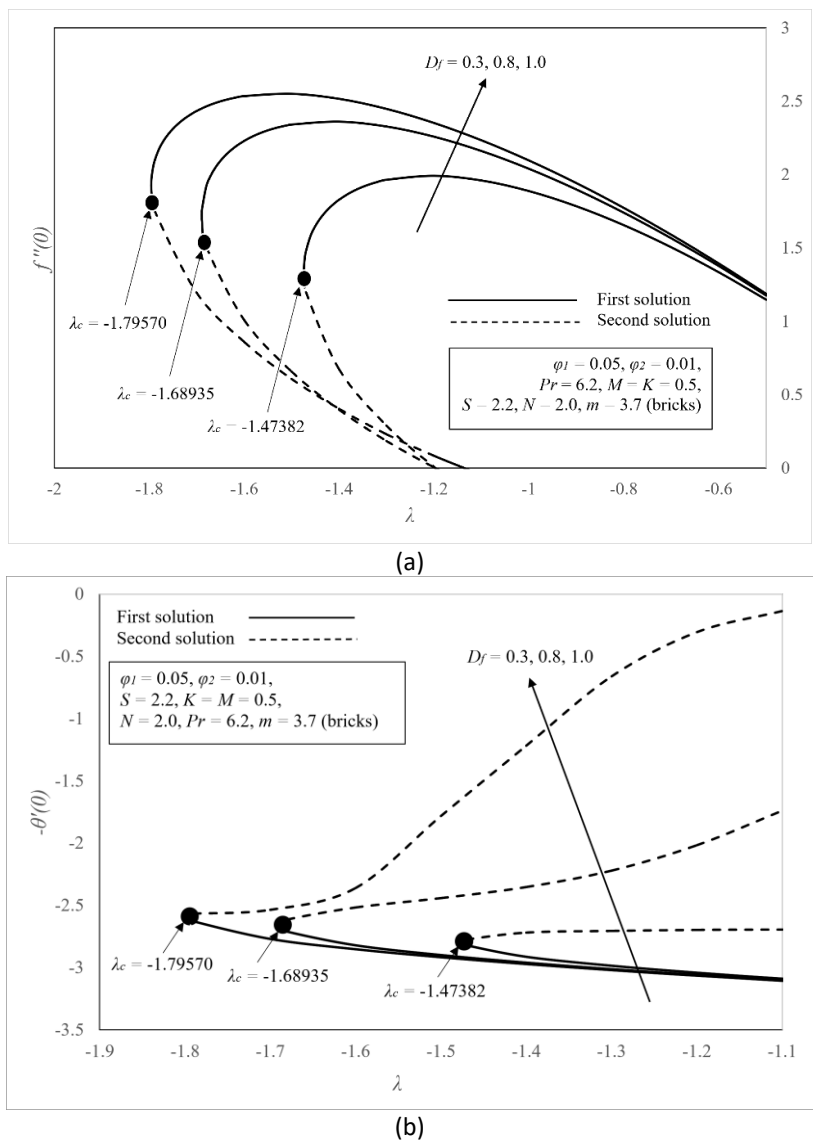 3
D_f = 0.3, 0.8, 1.0
2.5
2
f ''(0)
1.5
First solution
Second solution
1
λc = -1.79570
φ1 = 0.05, φ2 = 0.01,
Pr = 6.2, M = K = 0.5,
S = 2.2, N = 2.0, m = 3.7 (bricks)
0.5
λc = -1.68935
λc = -1.47382
0
-2 -1.8 -1.6 -1.4 -1.2 -1 -0.8 -0.6
λ
(a)
0
First solution
Second solution
-0.5
D_f = 0.3, 0.8, 1.0
φ1 = 0.05, φ2 = 0.01,
S = 2.2, K = M = 0.5,
N = 2.0, Pr = 6.2, m = 3.7 (bricks)
-1
-1.5
-θ'(0)
-2
-2.5
λc = -1.79570
λc = -1.68935
λc = -1.47382
-3
-3.5
-1.9 -1.8 -1.7 -1.6 -1.5 -1.4 -1.3 -1.2 -1.1
λ
(b)